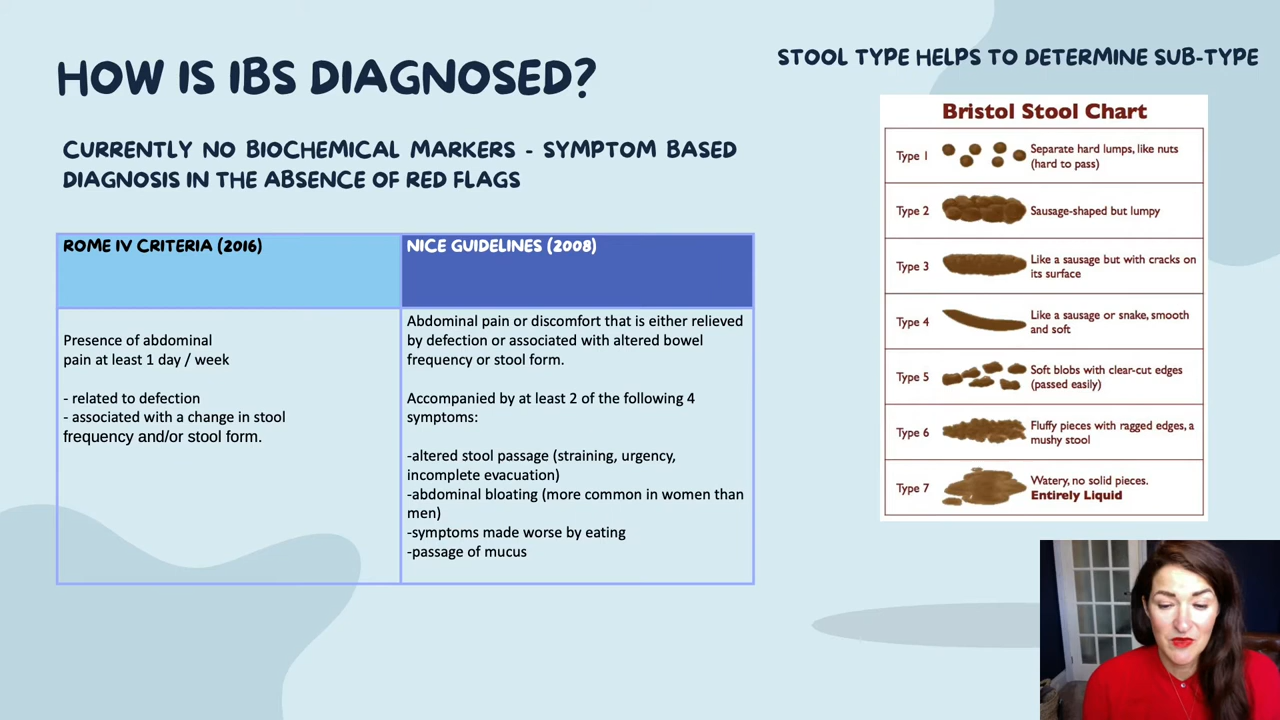 HOW IS IBS DIAGNOSED?
CURRENTLY NO BIOCHEMICAL MARKERS - SYMPTOM BASED
DIAGNOSIS IN THE ABSENCE OF RED FLAGS
ROME IV CRITERIA (2016)
Presence of abdominal
pain at least 1 day / week
- related to defection
- associated with a change in stool
frequency and/or stool form.
NICE GUIDELINES (2008)
Abdominal pain or discomfort that is either relieved
by defection or associated with altered bowel
frequency or stool form.
Accompanied by at least 2 of the following 4
symptoms:
-altered stool passage (straining, urgency,
incomplete evacuation)
-abdominal bloating (more common in women than
men)
-symptoms made worse by eating
-passage of mucus
STOOL TYPE HELPS TO DETERMINE SUB-TYPE
Bristol Stool Chart
Type 1
Separate hard lumps, like nuts
(hard to pass)
Type 2
Sausage-shaped but lumpy
Type 3
Like a sausage but with cracks on
its surface
Type 4
Like a sausage or snake, smooth
and soft
Type 5
Soft blobs with clear-cut edges
(passed easily)
Type 6
Fluffy pieces with ragged edges, a
mushy stool
Type 7
Watery, no solid pieces.
Entirely Liquid